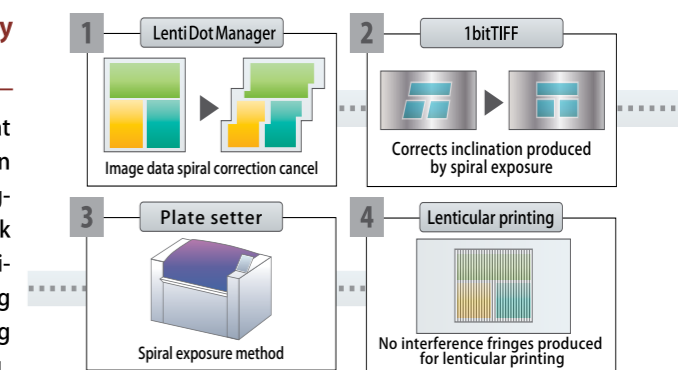 y
t
n
g-
k
i-
g
g
1
Lenti Dot Manager
Image data spiral correction cancel
2
1bitTIFF
Corrects inclination produced
by spiral exposure
3
Plate setter
Spiral exposure method
4
Lenticular printing
No interference fringes produced
for lenticular printing